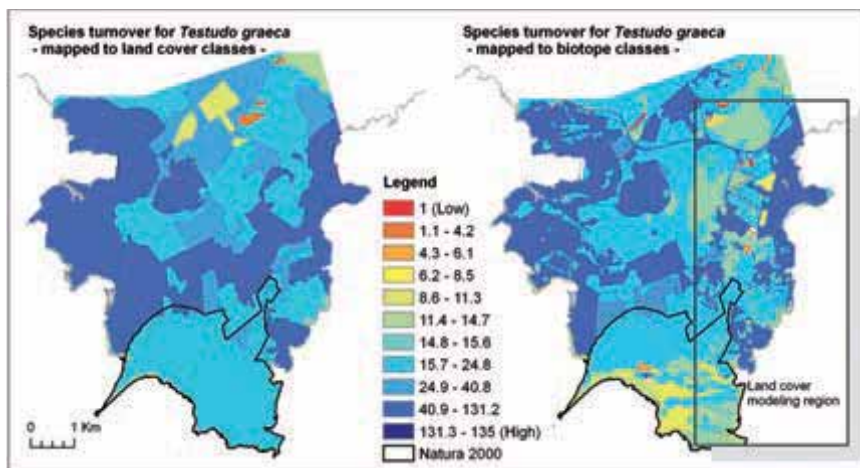 Species turnover for Testudo graeca
- mapped to land cover classes -
Species turnover for Testudo graeca
- mapped to biotope classes -
Legend
1 (Low)
1.1 - 4.2
4.3 - 6.1
6.2 - 8.5
8.6 - 11.3
11.4 - 14.7
14.8 - 15.6
15.7 - 24.8
24.9 - 40.8
40.9 - 131.2
131.3 - 135 (High)
Natura 2000
0 1 Km
Land cover
modeling region